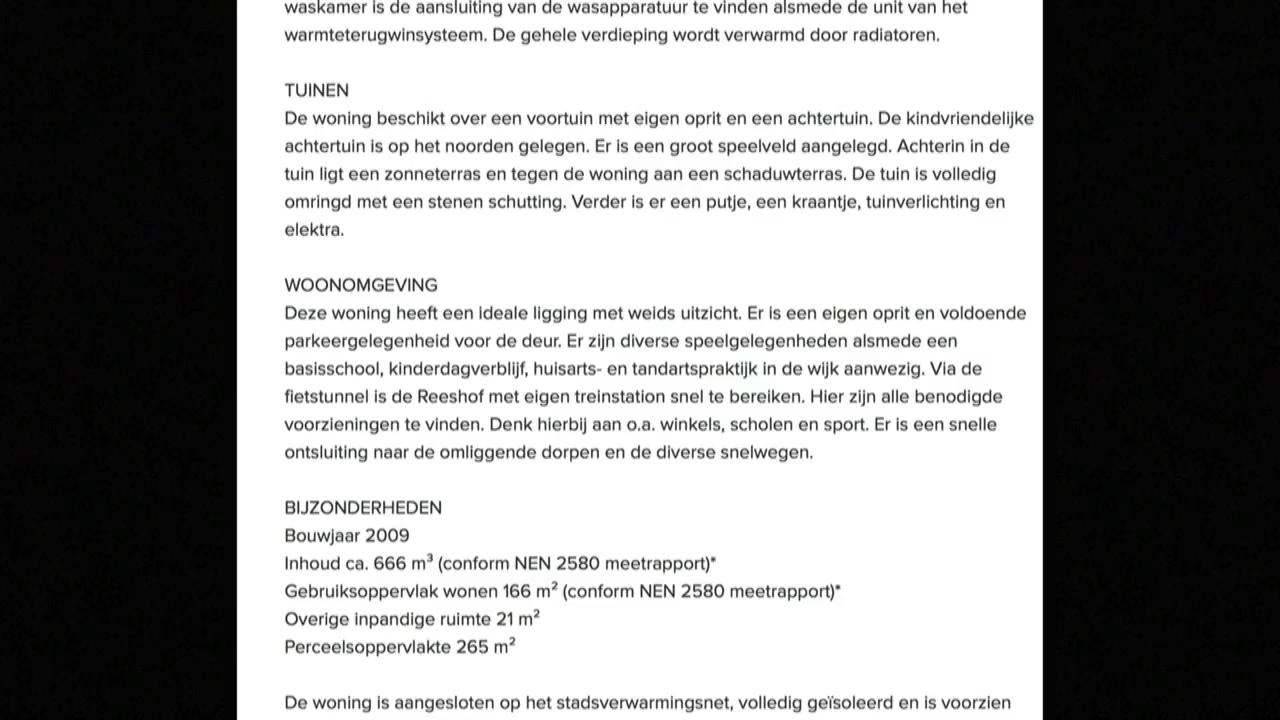 waskamer is de aansluiting van de wasapparatuur te vinden alsmede de unit van het
warmteterugwinsysteem. De gehele verdieping wordt verwarmd door radiatoren.
TUINEN
De woning beschikt over een voortuin met eigen oprit en een achtertuin. De kindvriendelijke
achtertuin is op het noorden gelegen. Er is een groot speelveld aangelegd. Achterin in de
tuin ligt een zonneterras en tegen de woning aan een schaduwterras. De tuin is volledig
omringd met een stenen schutting. Verder is er een putje, een kraantje, tuinverlichting en
elektra.
WOONOMGEVING
Deze woning heeft een ideale ligging met weids uitzicht. Er is een eigen oprit en voldoende
parkeergelegenheid voor de deur. Er zijn diverse speelgelegenheden alsmede een
basisschool, kinderdagverblijf, huisarts- en tandartspraktijk in de wijk aanwezig. Via de
fietstunnel is de Reeshof met eigen treinstation snel te bereiken. Hier zijn alle benodigde
voorzieningen te vinden. Denk hierbij aan o.a. winkels, scholen en sport. Er is een snelle
ontsluiting naar de omliggende dorpen en de diverse snelwegen.
BIJZONDERHEDEN
Bouwjaar 2009
Inhoud ca. 666 m³ (conform NEN 2580 meetrapport)*
Gebruiksoppervlak wonen 166 m² (conform NEN 2580 meetrapport)*
Overige inpandige ruimte 21 m²
Perceelsoppervlakte 265 m²
De woning is aangesloten op het stadsverwarmingsnet, volledig geïsoleerd en is voorzien